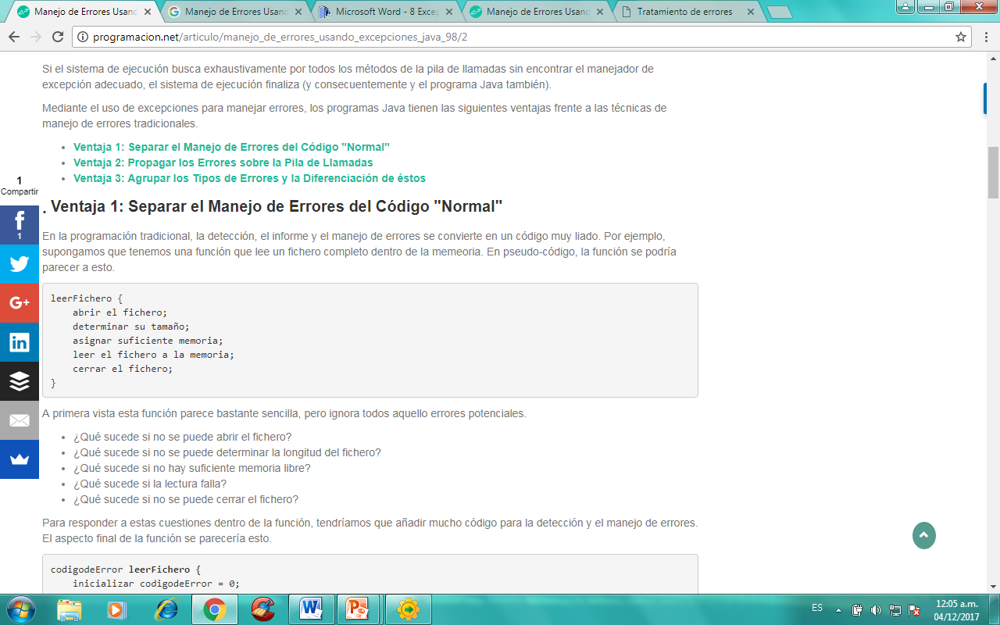 Manejo de Errores Usand
Manejo de Errores Usand
Microsoft Word - 8 Excep
Manejo de Errores Usand
Tratamiento de errores
programacion.net/articulo/manejo_de_errores_usando_excepciones_java_98/2
Si el sistema de ejecución busca exhaustivamente por todos los métodos de la pila de llamadas sin encontrar el manejador de
excepción adecuado, el sistema de ejecución finaliza (y consecuentemente y el programa Java también).
Mediante el uso de excepciones para manejar errores, los programas Java tienen las siguientes ventajas frente a las técnicas de
manejo de errores tradicionales.
• Ventaja 1: Separar el Manejo de Errores del Código "Normal"
• Ventaja 2: Propagar los Errores sobre la Pila de Llamadas
• Ventaja 3: Agrupar los Tipos de Errores y la Diferenciación de éstos
1
Compartir
1
. Ventaja 1: Separar el Manejo de Errores del Código "Normal"
En la programación tradicional, la detección, el informe y el manejo de errores se convierte en un código muy liado. Por ejemplo,
supongamos que tenemos una función que lee un fichero completo dentro de la memeoria. En pseudo-código, la función se podría
parecer a esto.
leerFichero {
    abrir el fichero;
    determinar su tamaño;
    asignar suficiente memoria;
    leer el fichero a la memoria;
    cerrar el fichero;
}
A primera vista esta función parece bastante sencilla, pero ignora todos aquello errores potenciales.
• ¿Qué sucede si no se puede abrir el fichero?
• ¿Qué sucede si no se puede determinar la longitud del fichero?
• ¿Qué sucede si no hay suficiente memoria libre?
• ¿Qué sucede si la lectura falla?
• ¿Qué sucede si no se puede cerrar el fichero?
Para responder a estas cuestiones dentro de la función, tendríamos que añadir mucho código para la detección y el manejo de errores.
El aspecto final de la función se parecería esto.
codigodeError leerFichero {
    inicializar codigodeError = 0;
ES
12:05 a.m.
04/12/2017